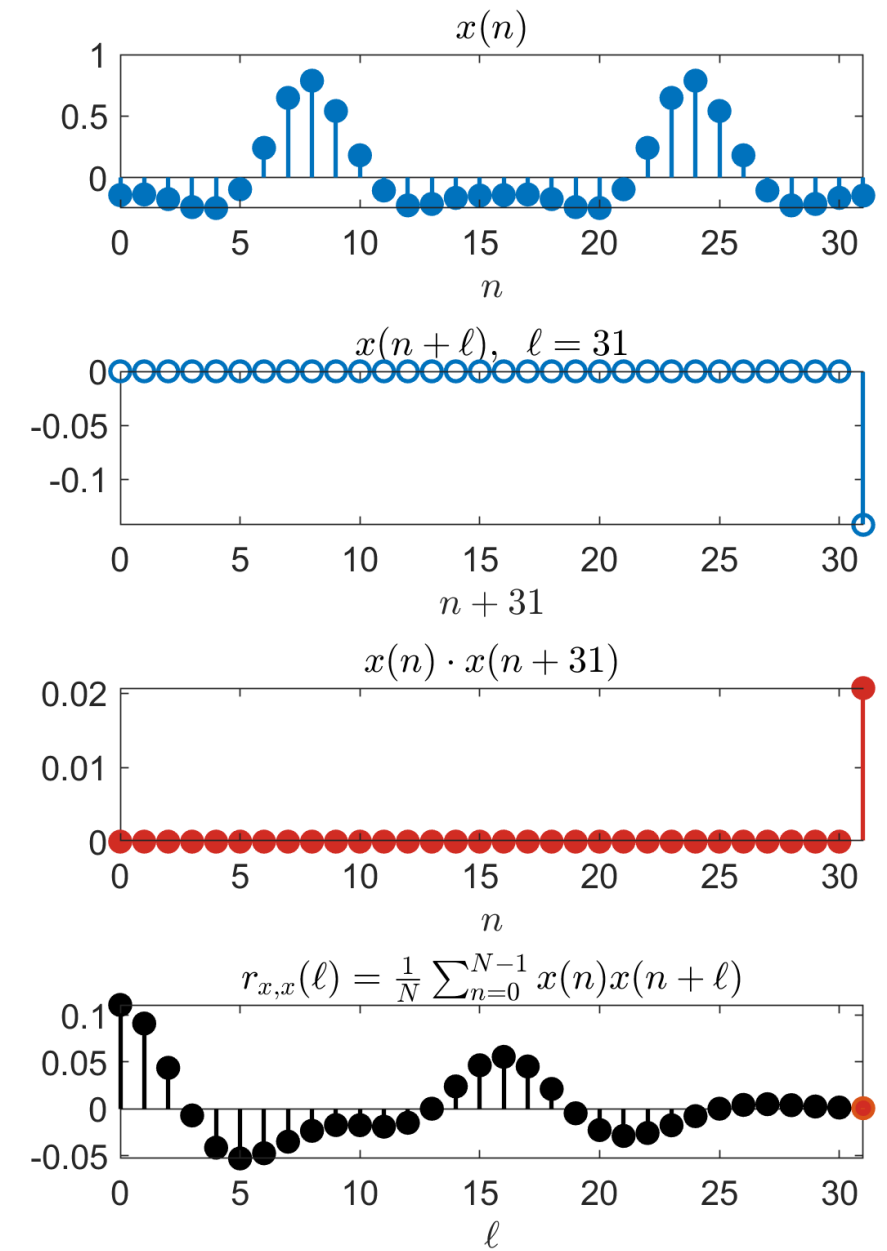 x(n)
1
0.5
0
0 5 10 15 20 25 30
n
x(n + ℓ), ℓ = 31
0
-0.05
-0.1
0 5 10 15 20 25 30
n + 31
x(n) · x(n + 31)
0.02
0.01
0
0 5 10 15 20 25 30
n
r_{x,x}(ℓ) = \frac{1}{N} \sum_{n=0}^{N-1} x(n)x(n + ℓ)
0.1
0.05
0
-0.05
0 5 10 15 20 25 30
ℓ